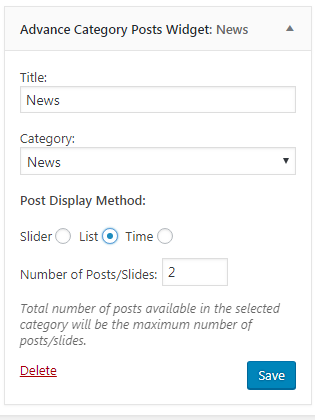 Advance Category Posts Widget: News
Title:
News
Category:
News
Post Display Method:
Slider List Time
Number of Posts/Slides: 2
Total number of posts available in the selected
category will be the maximum number of
posts/slides.
Delete Save